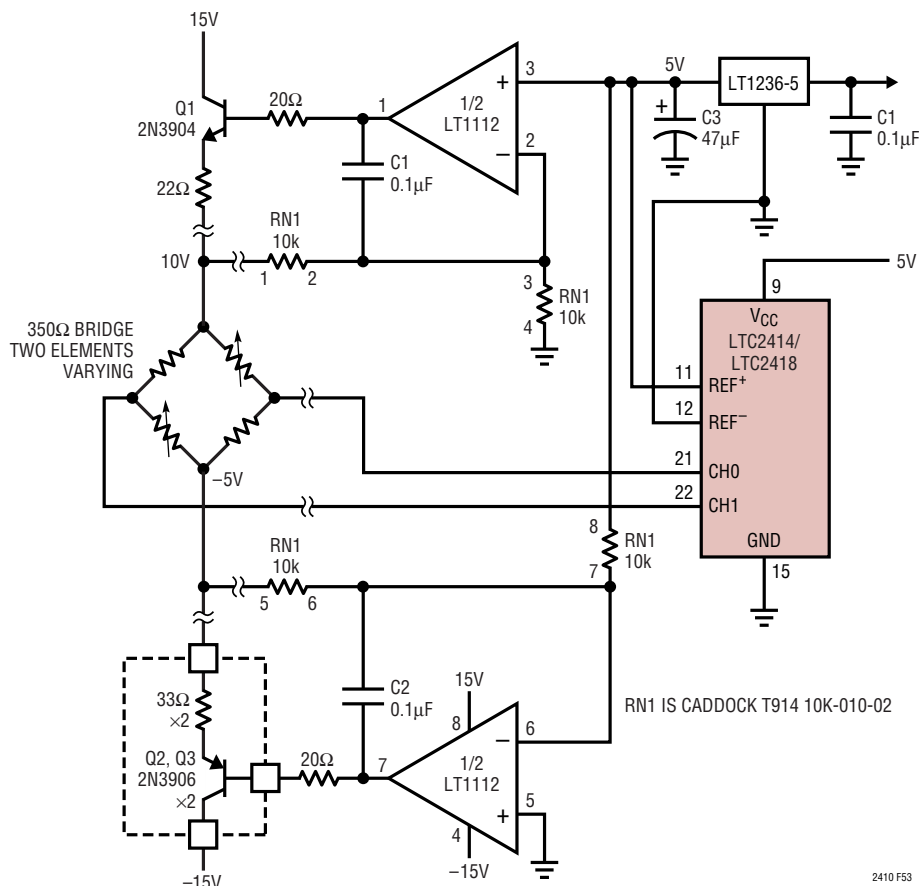 15V
Q1
2N3904
20Ω
1
1/2
LT1112
+
3
–
2
5V
LT1236-5
+
C3
47µF
C1
0.1µF
C1
0.1µF
22Ω
RN1
10k
10V
1
2
3
4
RN1
10k
5V
9
VCC
LTC2414/
LTC2418
11
REF+
12
REF–
21
CH0
22
CH1
GND
15
350Ω BRIDGE
TWO ELEMENTS
VARYING
–5V
8
RN1
10k
7
RN1
10k
5
6
33Ω
×2
Q2, Q3
2N3906
×2
–15V
20Ω
C2
0.1µF
15V
8
7
1/2
LT1112
–
6
+
5
4
–15V
RN1 IS CADDOCK T914 10K-010-02
2410 F53